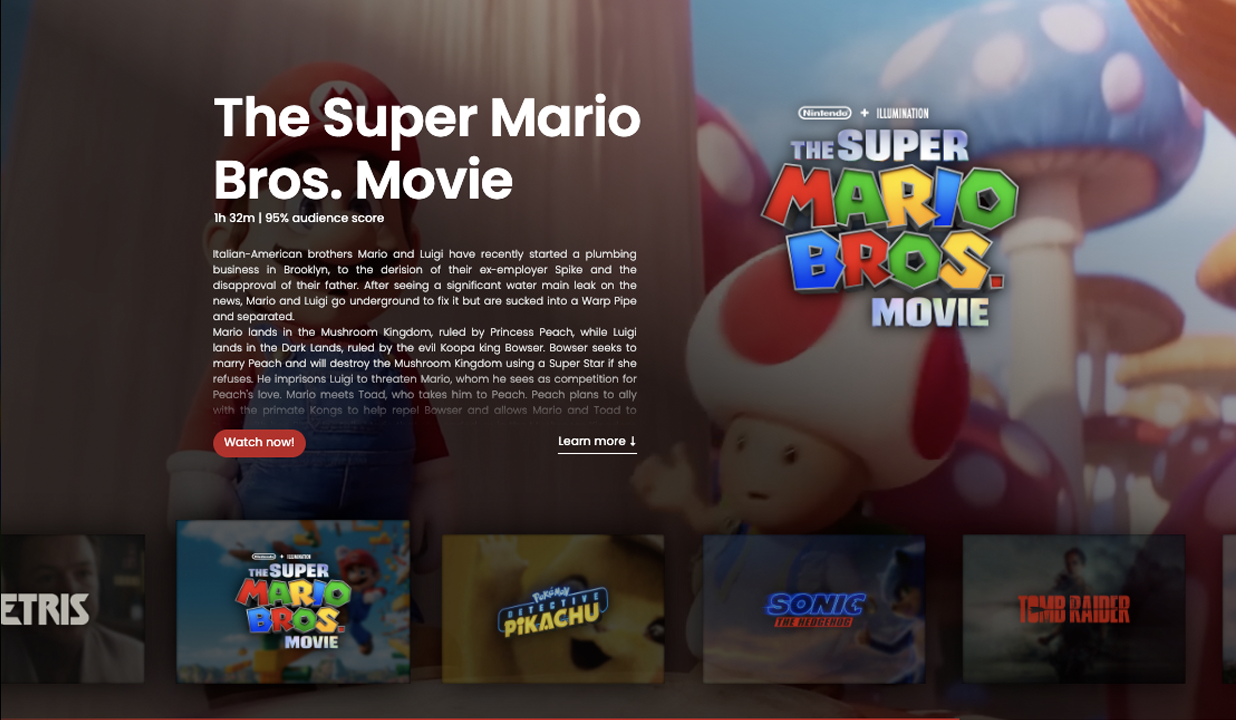 The Super Mario
Bros. Movie
1h 32m | 95% audience score
Italian-American brothers Mario and Luigi have recently started a plumbing
business in Brooklyn, to the derision of their ex-employer Spike and the
disapproval of their father. After seeing a significant water main leak on the
news, Mario and Luigi go underground to fix it but are sucked into a Warp Pipe
and separated.
Mario lands in the Mushroom Kingdom, ruled by Princess Peach, while Luigi
lands in the Dark Lands, ruled by the evil Koopa king Bowser. Bowser seeks to
marry Peach and will destroy the Mushroom Kingdom using a Super Star if she
refuses. He imprisons Luigi to threaten Mario, whom he sees as competition for
Peach's love. Mario meets Toad, who takes him to Peach. Peach plans to ally
with the primate Kongs to help repel Bowser and allows Mario and Toad to
Watch now!
Learn more ↓
Nintendo + ILLUMINATION
THE SUPER
MARIO
BROS.
MOVIE
M
ETRIS
Nintendo + ILLUMINATION
THE SUPER
MARIO
BROS.
MOVIE
POKÉMON
DETECTIVE
PIKACHU
SONIC
THE HEDGEHOG
TOMB RAIDER